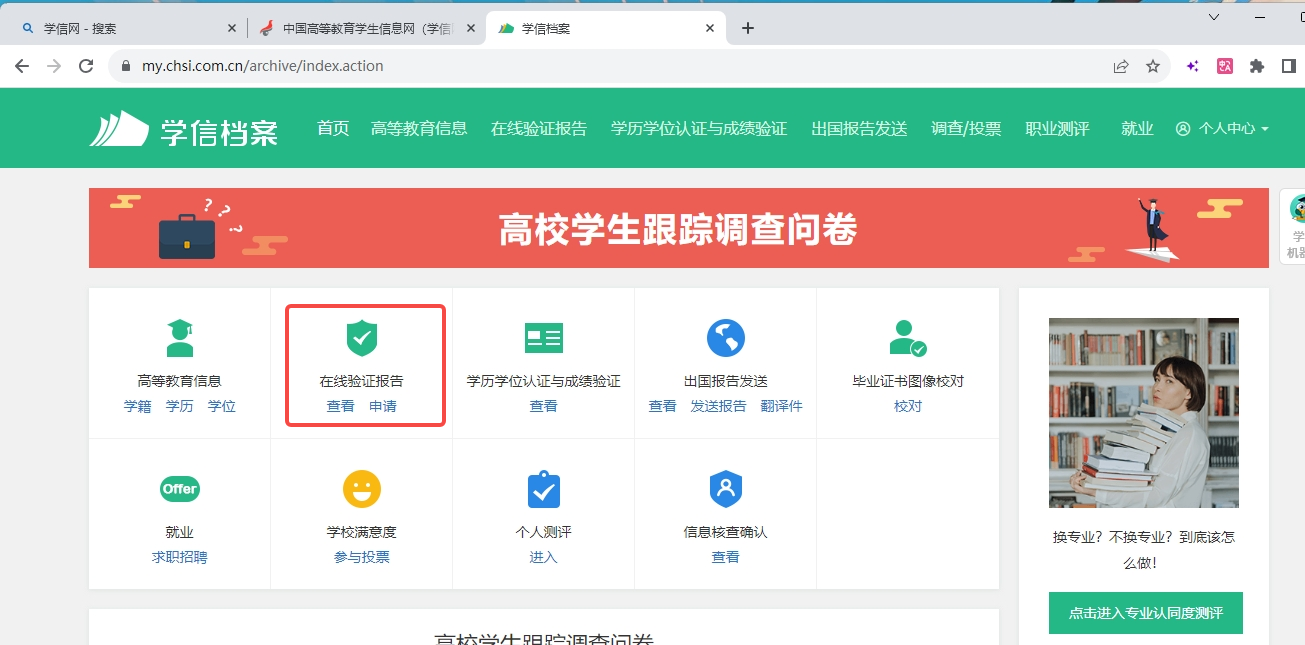 学信网 - 搜索
中国高等教育学生信息网（学信
学信档案
my.chsi.com.cn/archive/index.action
学信档案
首页 高等教育信息 在线验证报告 学历学位认证与成绩验证 出国报告发送 调查/投票 职业测评 就业 个人中心
高校学生跟踪调查问卷
? ? ?
学
机器
高等教育信息 在线验证报告 学历学位认证与成绩验证 出国报告发送 毕业证书图像校对
学籍 学历 学位 查看 申请 查看 查看 发送报告 翻译件 校对
Offer
就业 学校满意度 个人测评 信息核查确认
求职招聘 参与投票 进入 查看
换专业？不换专业？到底该怎
么做！
点击进入专业认同度测评
高校学生跟踪调查问卷